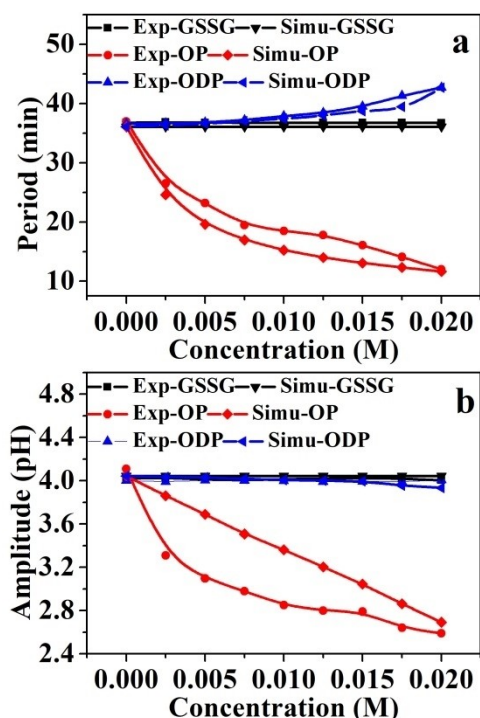 Exp-GSSG Simu-GSSG a
Exp-OP Simu-OP
Exp-ODP Simu-ODP
50
40
30
20
10
Period (min)
0.000 0.005 0.010 0.015 0.020
Concentration (M)
Exp-GSSG Simu-GSSG b
Exp-OP Simu-OP
Exp-ODP Simu-ODP
4.8
4.4
4.0
3.6
3.2
2.8
2.4
Amplitude (pH)
0.000 0.005 0.010 0.015 0.020
Concentration (M)